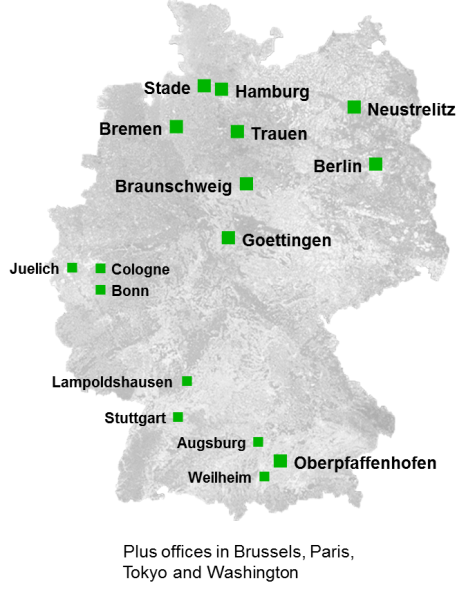 Stade
Hamburg
Neustrelitz
Bremen
Trauen
Berlin
Braunschweig
Goettingen
Juelich
Cologne
Bonn
Lampoldshausen
Stuttgart
Augsburg
Oberpfaffenhofen
Weilheim
Plus offices in Brussels, Paris,
Tokyo and Washington